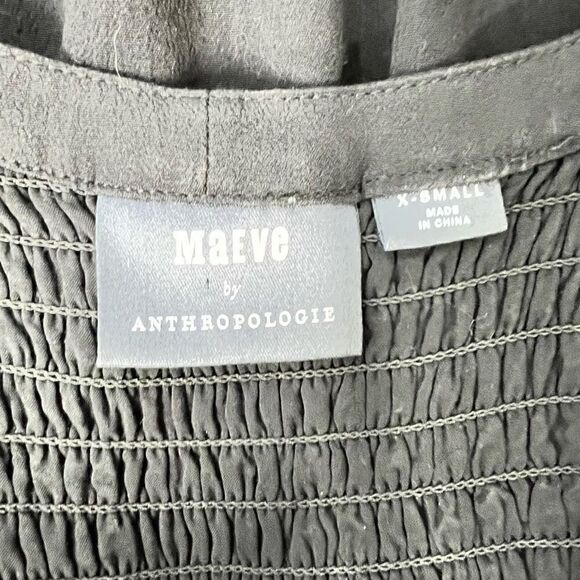 MaEve
by
ANTHROPOLOGIE
X-SMALL
MADE
IN CHINA